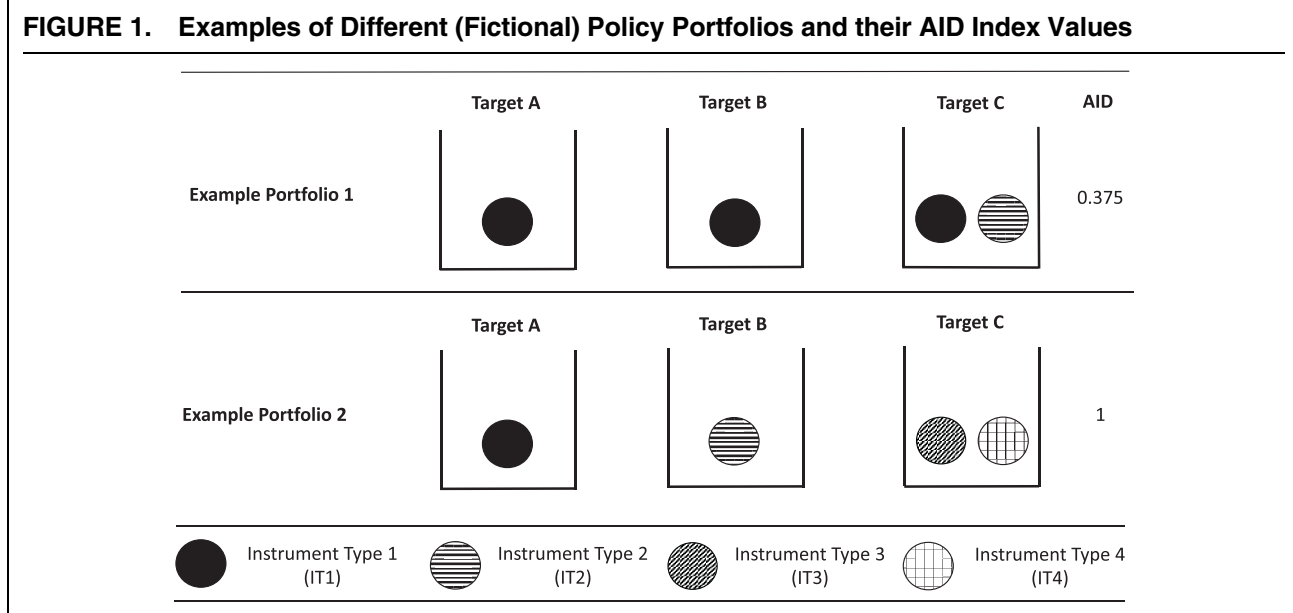 FIGURE 1. Examples of Different (Fictional) Policy Portfolios and their AID Index Values
Target A Target B Target C AID
Example Portfolio 1 0.375
Target A Target B Target C
Example Portfolio 2 1
Instrument Type 1 Instrument Type 2 Instrument Type 3 Instrument Type 4
(IT1) (IT2) (IT3) (IT4)